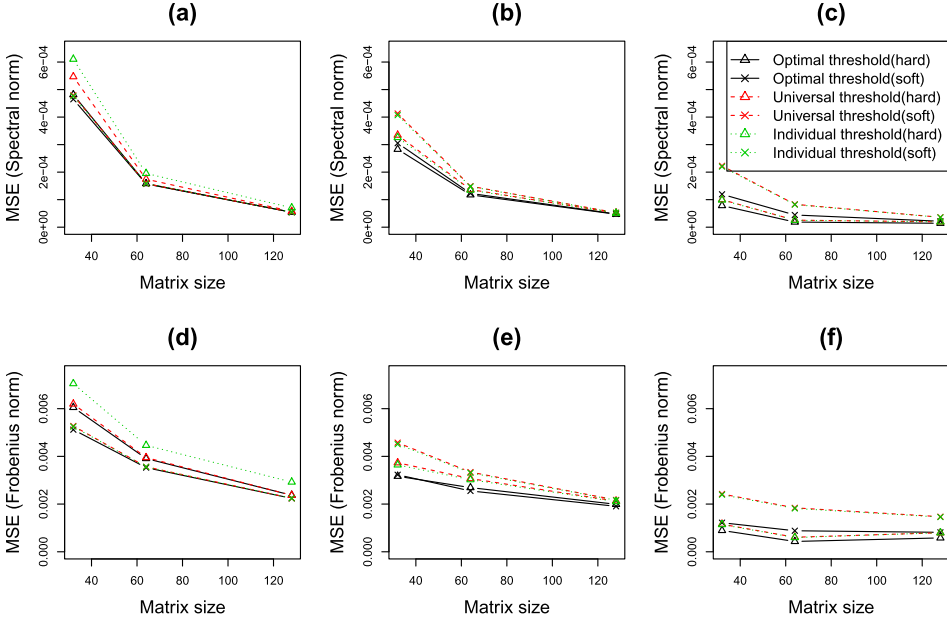 (a)
MSE (Spectral norm)
0e+00 2e-04 4e-04 6e-04
40 60 80 100 120
Matrix size
(b)
MSE (Spectral norm)
0e+00 2e-04 4e-04 6e-04
40 60 80 100 120
Matrix size
(c)
MSE (Spectral norm)
0e+00 2e-04 4e-04 6e-04
Optimal threshold(hard)
Optimal threshold(soft)
Universal threshold(hard)
Universal threshold(soft)
Individual threshold(hard)
Individual threshold(soft)
40 60 80 100 120
Matrix size
(d)
MSE (Frobenius norm)
0.000 0.002 0.004 0.006
40 60 80 100 120
Matrix size
(e)
MSE (Frobenius norm)
0.000 0.002 0.004 0.006
40 60 80 100 120
Matrix size
(f)
MSE (Frobenius norm)
0.000 0.002 0.004 0.006
40 60 80 100 120
Matrix size